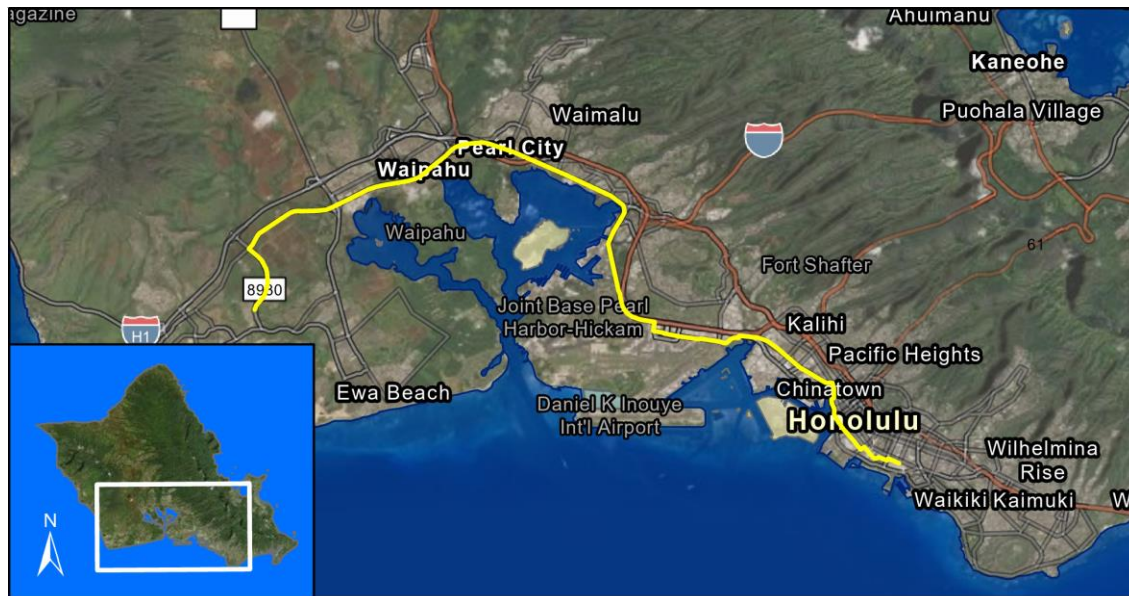 agazine
Ahuimanu
Kaneohe
Puohala Village
Waimalu
Pearl City
Waipahu
Waipahu
61
Fort Shafter
8930
Joint Base Pearl
Harbor-Hickam
H1
Kalihi
Pacific Heights
Ewa Beach
Chinatown
Daniel K Inouye
Int'l Airport
Honolulu
Wilhelmina
Rise
Waikiki
Kaimuki
W
N